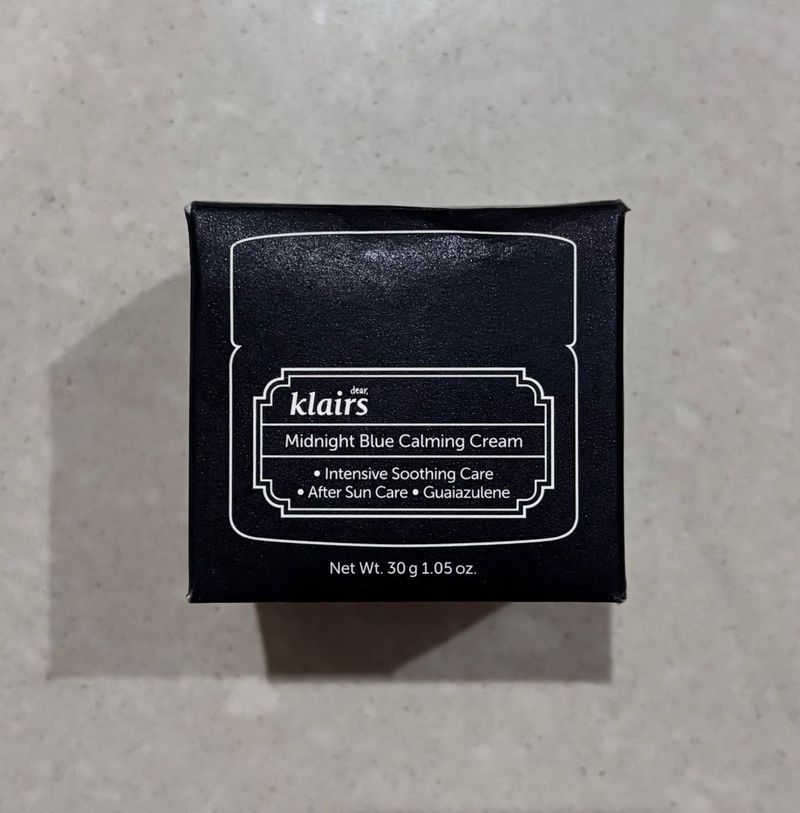 dear,
klairs
Midnight Blue Calming Cream
• Intensive Soothing Care
• After Sun Care • Guaiazulene
Net Wt. 30 g 1.05 oz.